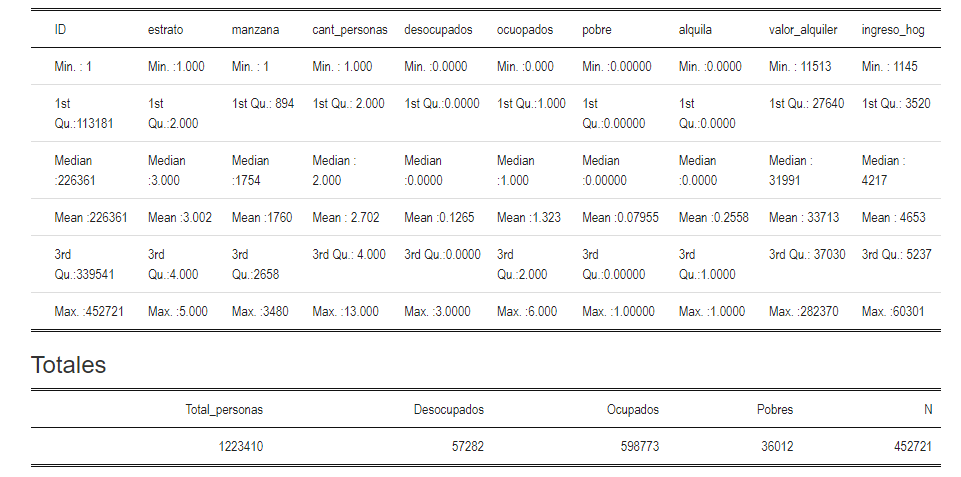 ID estrato manzana cant_personas desocupados ocuopados pobre alquila valor_alquiler ingreso_hog
Min. : 1 Min. :1.000 Min. : 1 Min. : 1.000 Min. :0.0000 Min. :0.000 Min. :0.00000 Min. :0.0000 Min. : 11513 Min. : 1145
1st 1st 1st Qu.: 894 1st Qu.: 2.000 1st Qu.:0.0000 1st Qu.:1.000 1st 1st 1st Qu.: 27640 1st Qu.: 3520
Qu.:113181 Qu.:2.000 Qu.:0.00000 Qu.:0.0000
Median Median Median Median : Median Median Median Median Median : Median :
:226361 :3.000 :1754 2.000 :0.0000 :1.000 :0.00000 :0.0000 31991 4217
Mean :226361 Mean :3.002 Mean :1760 Mean : 2.702 Mean :0.1265 Mean :1.323 Mean :0.07955 Mean :0.2558 Mean : 33713 Mean : 4653
3rd 3rd 3rd 3rd Qu.: 4.000 3rd Qu.:0.0000 3rd 3rd 3rd 3rd Qu.: 37030 3rd Qu.: 5237
Qu.:339541 Qu.:4.000 Qu.:2658 Qu.:2.000 Qu.:0.00000 Qu.:1.0000
Max. :452721 Max. :5.000 Max. :3480 Max. :13.000 Max. :3.0000 Max. :6.000 Max. :1.00000 Max. :1.0000 Max. :282370 Max. :60301
Totales
Total_personas Desocupados Ocupados Pobres N
1223410 57282 598773 36012 452721